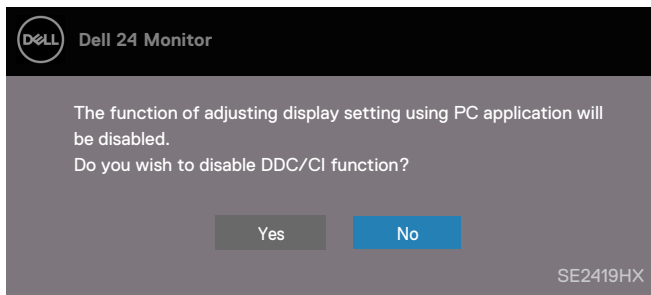 DELL Dell 24 Monitor
The function of adjusting display setting using PC application will
be disabled.
Do you wish to disable DDC/CI function?
Yes No
SE2419HX